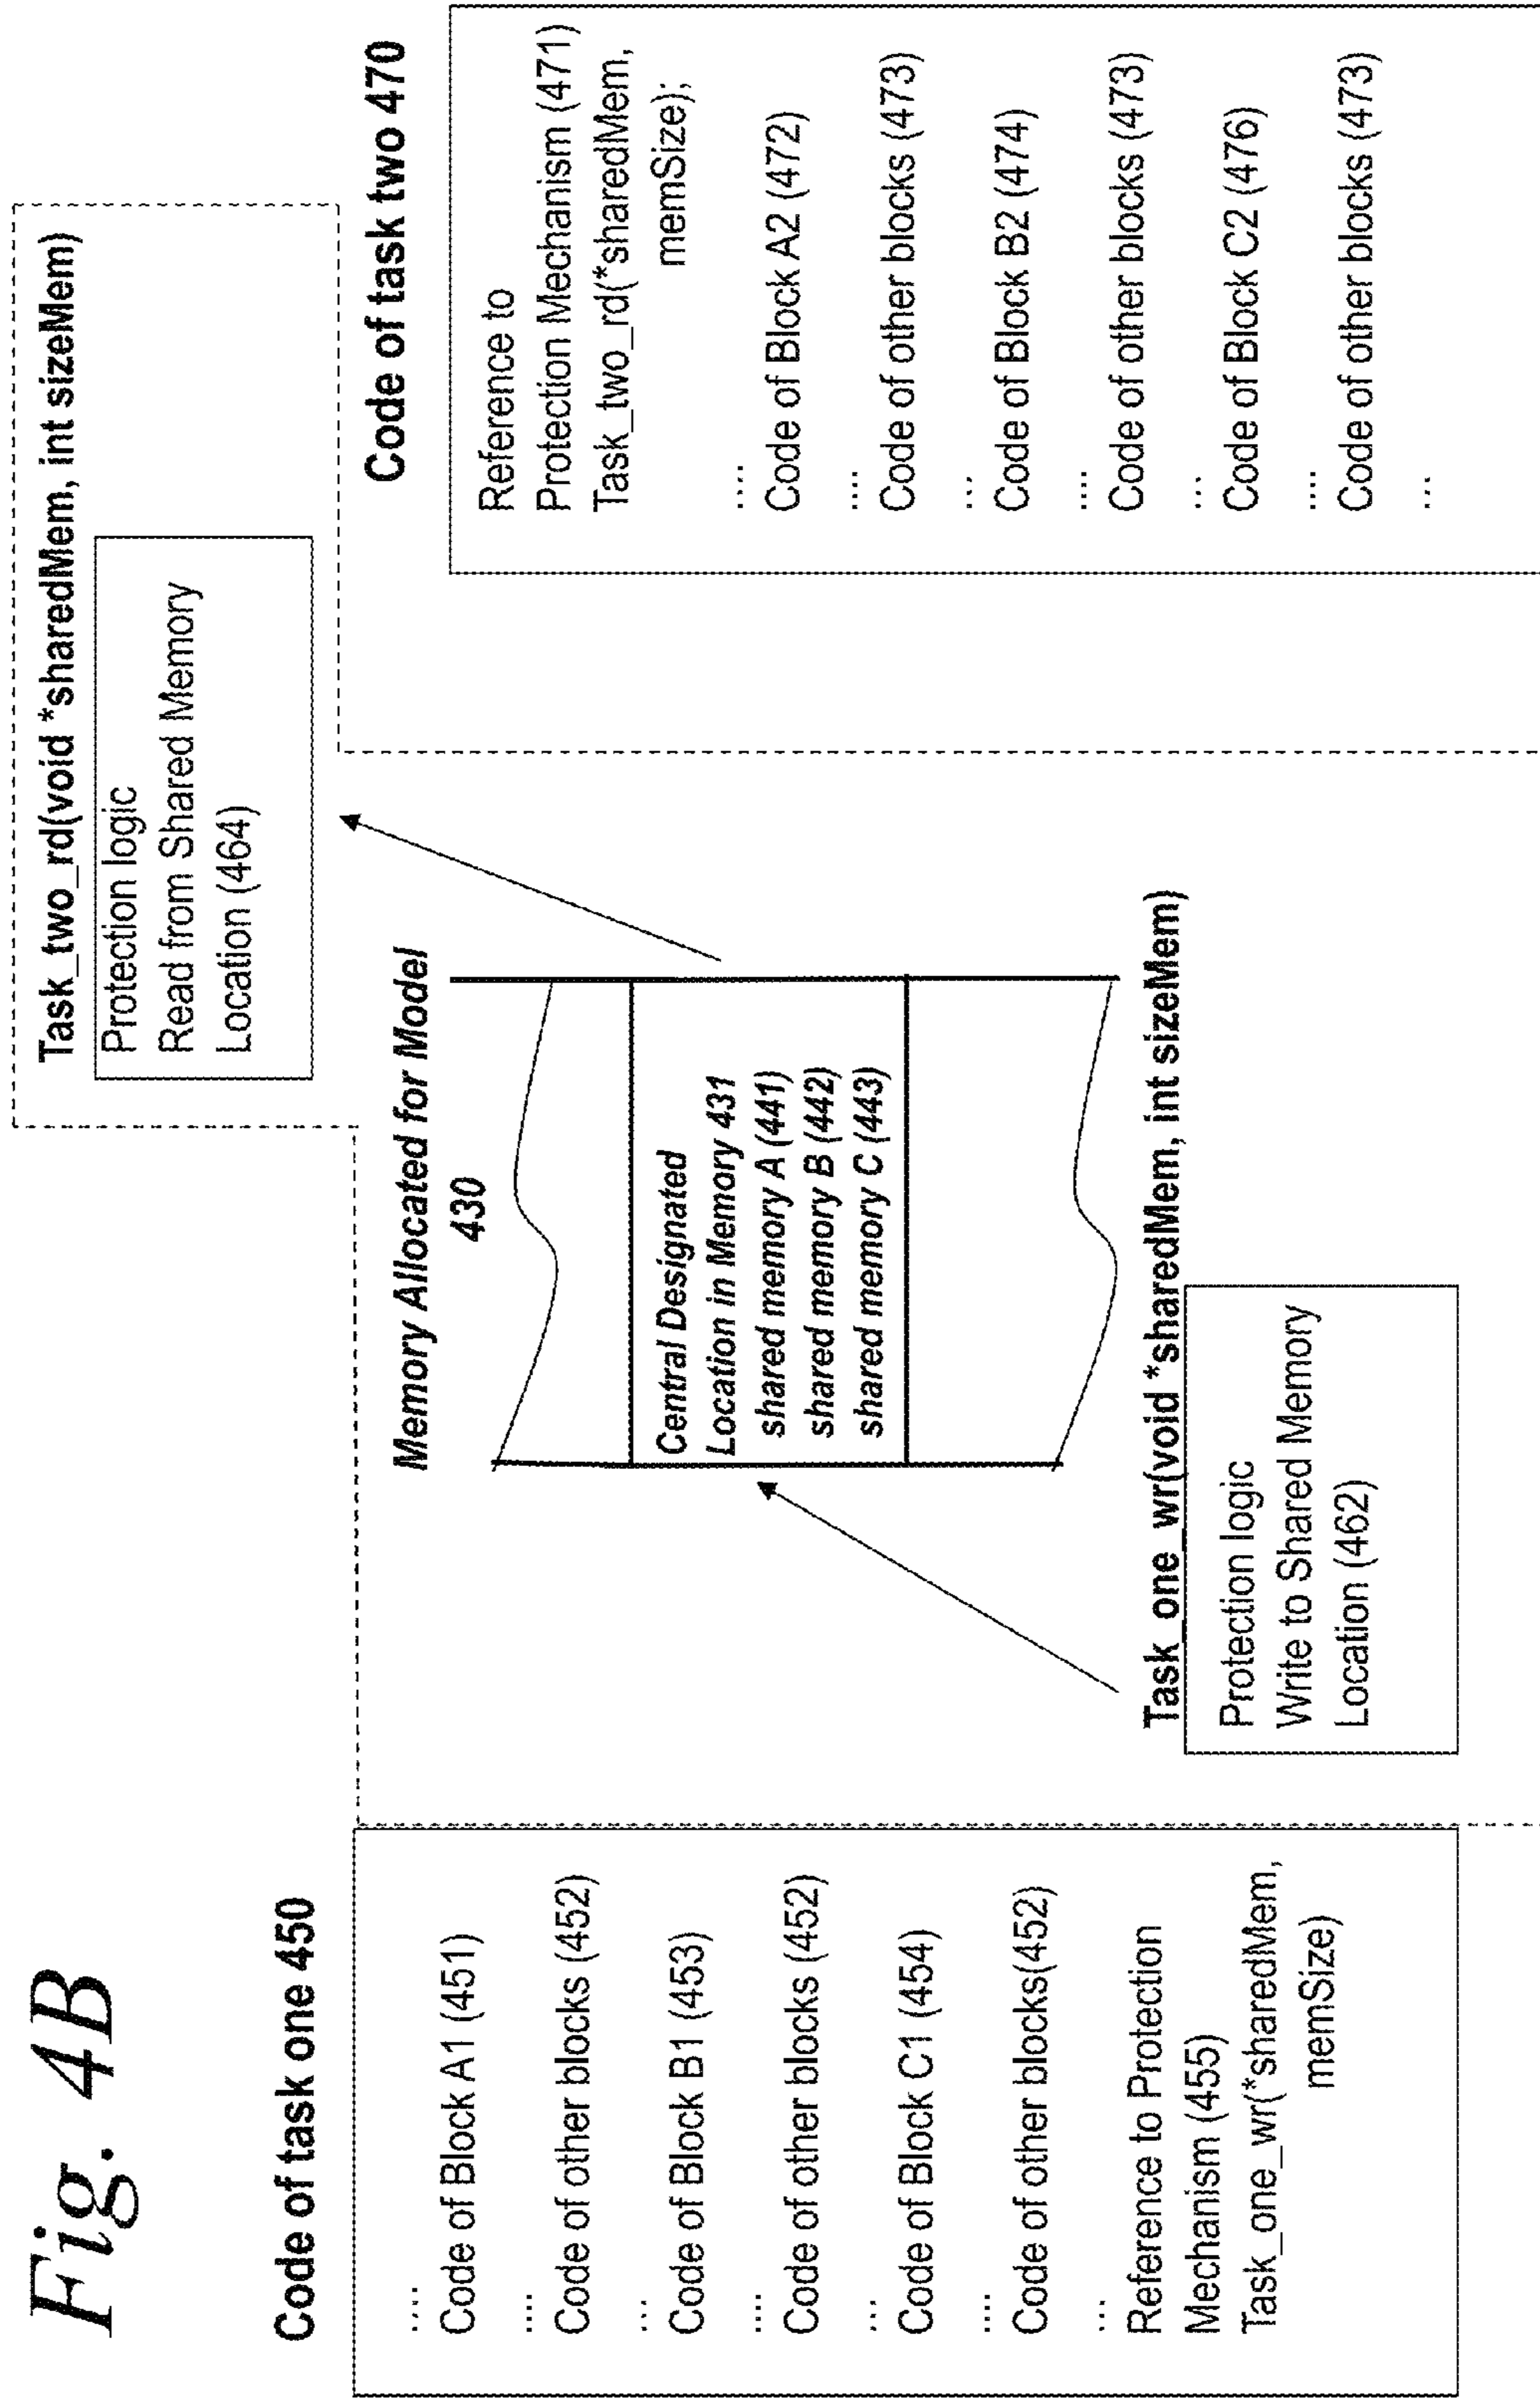 Fig. 4B
Code of task one 450
....
Code of Block A1 (451)
....
Code of other blocks (452)
...
Code of Block B1 (453)
....
Code of other blocks (452)
...
Code of Block C1 (454)
....
Code of other blocks(452)
...
Reference to Protection
Mechanism (455)
Task_one_wr(*sharedMem,
memSize)
Memory Allocated for Model
430
Central Designated
Location in Memory 431
shared memory A (441)
shared memory B (442)
shared memory C (443)
Task_one_wr(void *sharedMem, int sizeMem)
Protection logic
Write to Shared Memory
Location (462)
Task_two_rd(void *sharedMem, int sizeMem)
Protection logic
Read from Shared Memory
Location (464)
Code of task two 470
Reference to
Protection Mechanism (471)
Task_two_rd(*sharedMem,
memSize);
....
Code of Block A2 (472)
....
Code of other blocks (473)
...
Code of Block B2 (474)
....
Code of other blocks (473)
...
Code of Block C2 (476)
....
Code of other blocks (473)
...